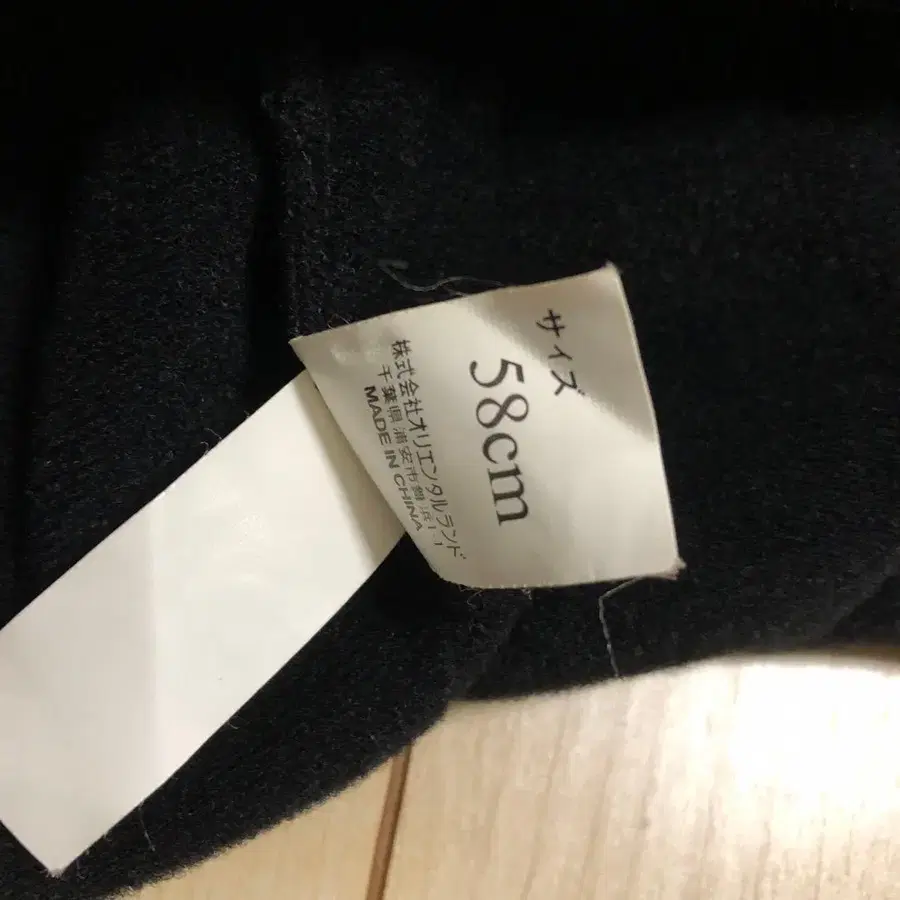 サイズ
58cm
株式会社オリエンタルランド
千葉県浦安市舞浜1-1
MADE IN CHINA